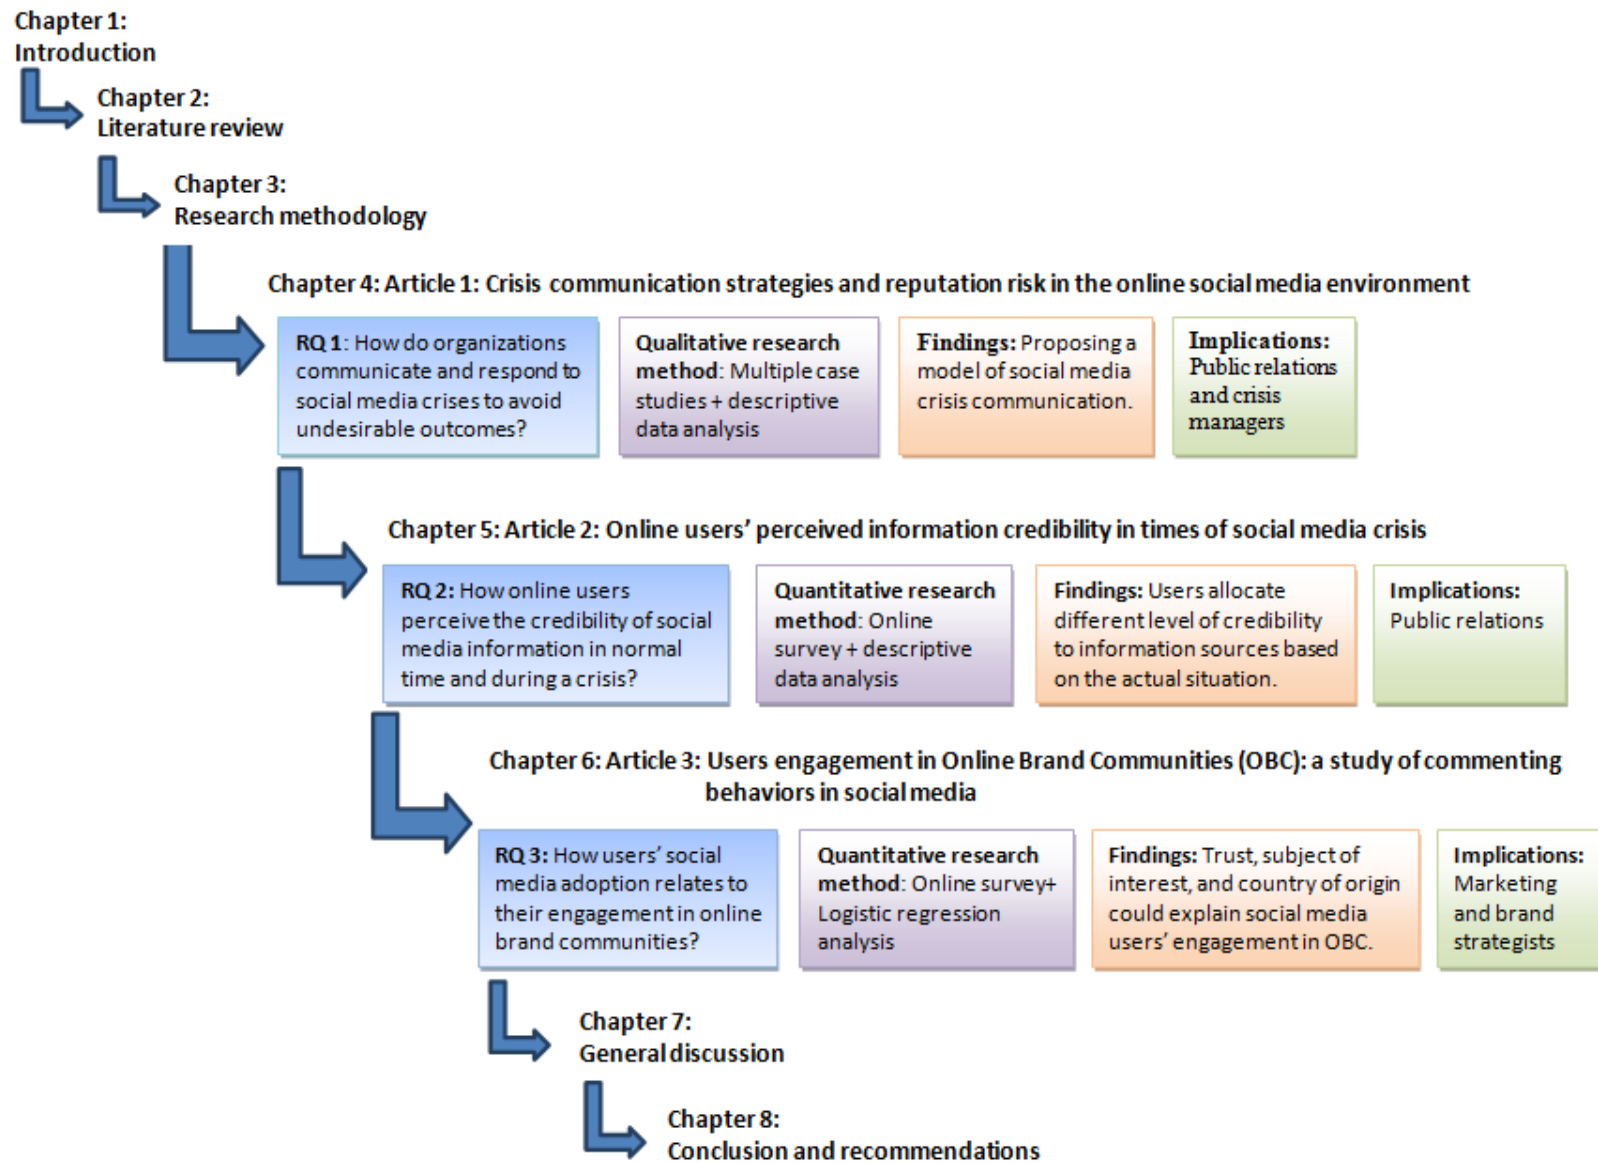 Chapter 1:
Introduction
Chapter 2:
Literature review
Chapter 3:
Research methodology
Chapter 4: Article 1: Crisis communication strategies and reputation risk in the online social media environment
RQ 1: How do organizations
communicate and respond to
social media crises to avoid
undesirable outcomes?
Qualitative research
method: Multiple case
studies + descriptive
data analysis
Findings: Proposing a
model of social media
crisis communication.
Implications:
Public relations
and crisis
managers
Chapter 5: Article 2: Online users’ perceived information credibility in times of social media crisis
RQ 2: How online users
perceive the credibility of social
media information in normal
time and during a crisis?
Quantitative research
method: Online
survey + descriptive
data analysis
Findings: Users allocate
different level of credibility
to information sources based
on the actual situation.
Implications:
Public relations
Chapter 6: Article 3: Users engagement in Online Brand Communities (OBC): a study of commenting
behaviors in social media
RQ 3: How users’ social
media adoption relates to
their engagement in online
brand communities?
Quantitative research
method: Online survey+
Logistic regression
analysis
Findings: Trust, subject of
interest, and country of origin
could explain social media
users’ engagement in OBC.
Implications:
Marketing
and brand
strategists
Chapter 7:
General discussion
Chapter 8:
Conclusion and recommendations